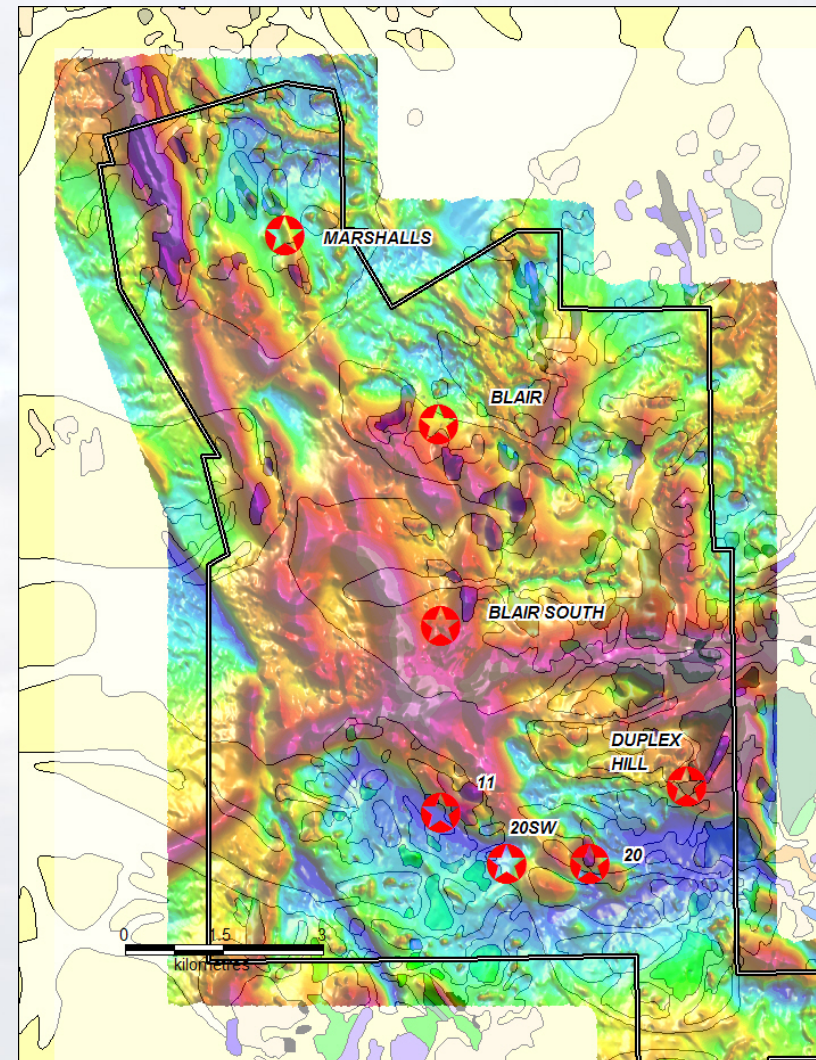 MARSHALLS
BLAIR
BLAIR SOUTH
DUPLEX
HILL
11
20SW
20
0 1.5 3
kilometres